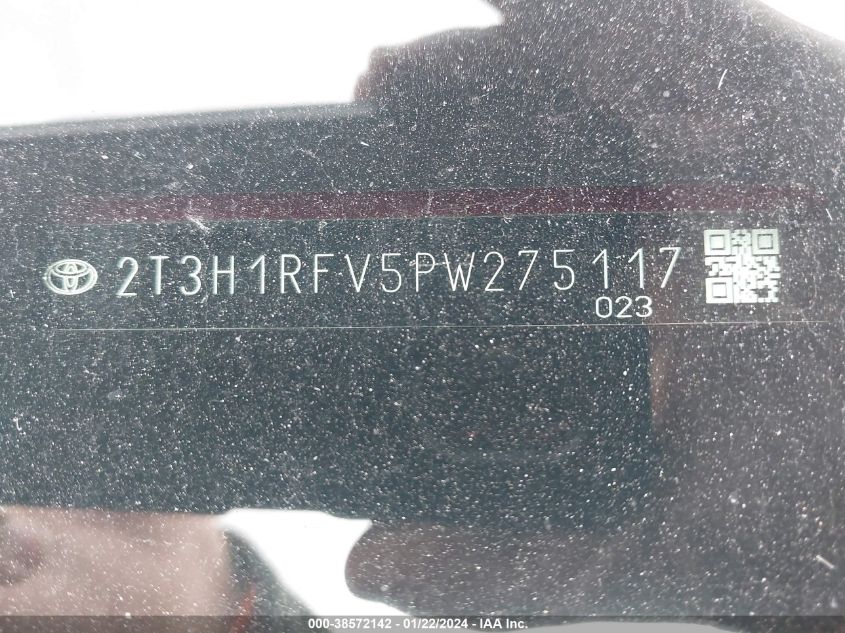 2T3H1RFV5PW275117
023
000-38572142 - 01/22/2024 - IAA Inc.